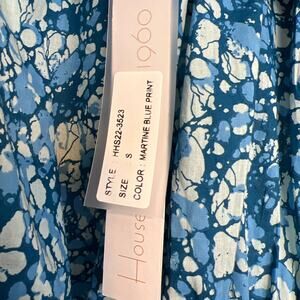 House
1960
STYLE : HHS22-3523
SIZE : S
COLOR : MARTINE BLUE PRINT